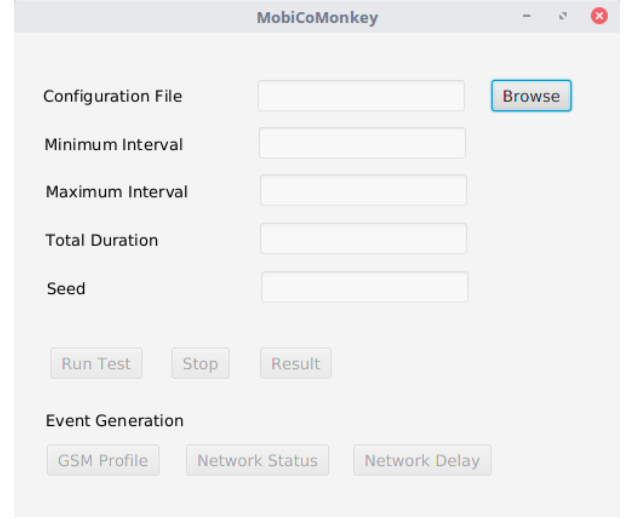 MobiCoMonkey
Configuration File Browse
Minimum Interval
Maximum Interval
Total Duration
Seed
Run Test Stop Result
Event Generation
GSM Profile Network Status Network Delay